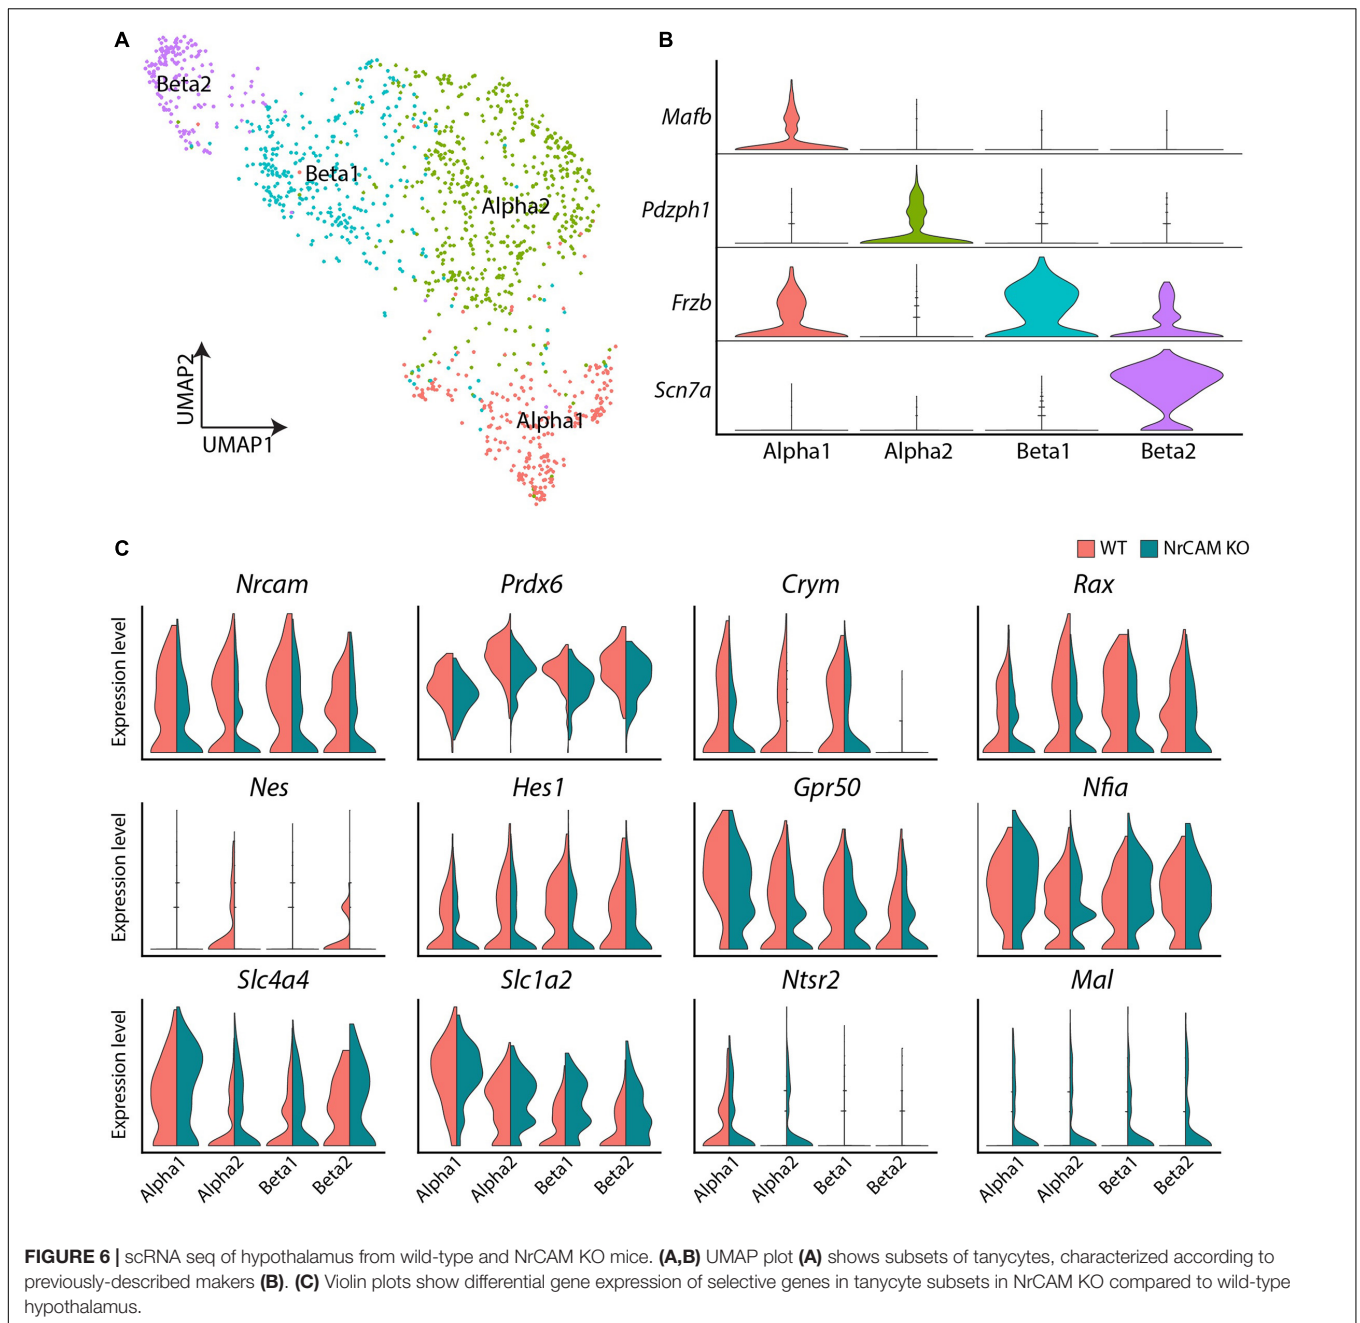 A
Beta2
Beta1
Alpha2
Alpha1
UMAP2
UMAP1
B
Mafb
Pdzph1
Frzb
Scn7a
Alpha1 Alpha2 Beta1 Beta2
C
WT NrCAM KO
Nrcam Prdx6 Crym Rax
Expression level
Nes Hes1 Gpr50 Nfia
Expression level
Slc4a4 Slc1a2 Ntsr2 Mal
Expression level
Alpha1 Alpha2 Beta1 Beta2 Alpha1 Alpha2 Beta1 Beta2 Alpha1 Alpha2 Beta1 Beta2 Alpha1 Alpha2 Beta1 Beta2
FIGURE 6 | scRNA seq of hypothalamus from wild-type and NrCAM KO mice. (A,B) UMAP plot (A) shows subsets of tanycytes, characterized according to
previously-described makers (B). (C) Violin plots show differential gene expression of selective genes in tanycyte subsets in NrCAM KO compared to wild-type
hypothalamus.